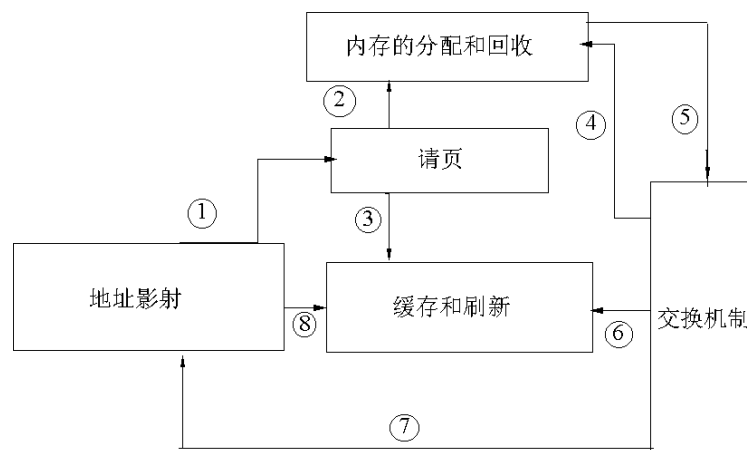 内存的分配和回收
②
④
⑤
请页
①
③
地址影射
缓存和刷新
⑧
⑥
交换机制
⑦